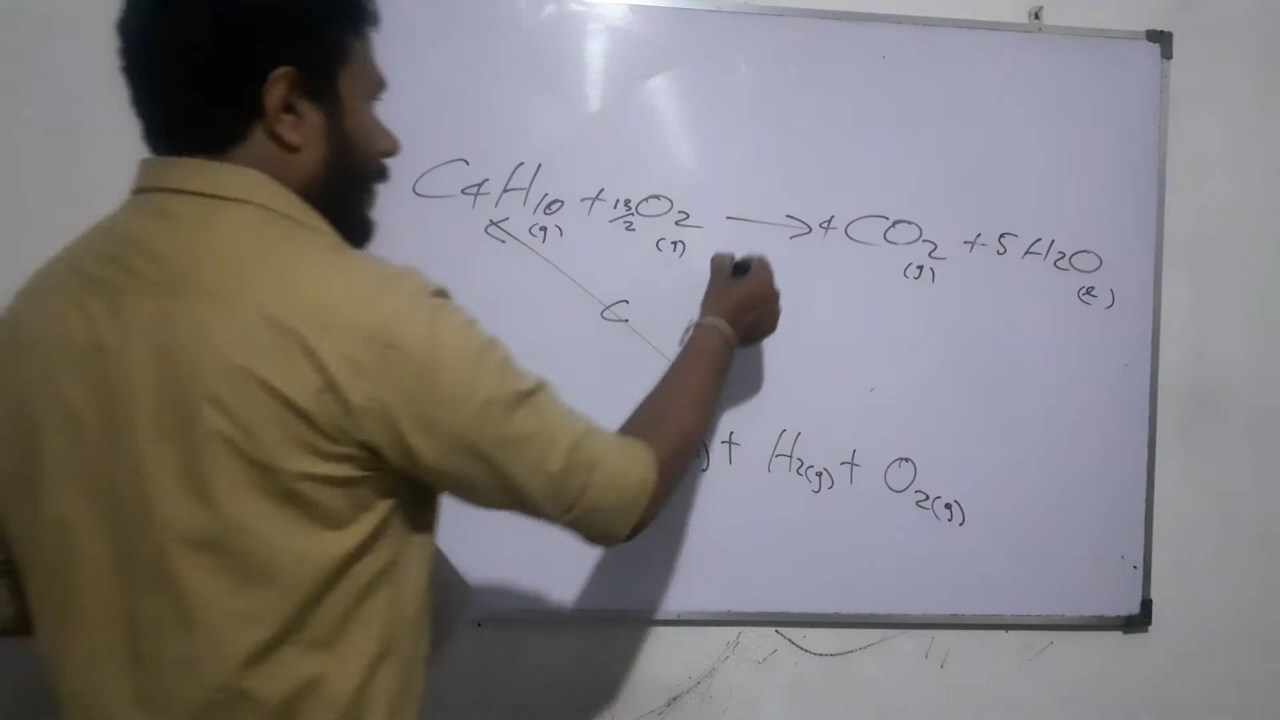 C4H10(g) + 13/2 O2(g) → 4CO2(g) + 5H2O(l)
C
) + H2(g) + O2(g)